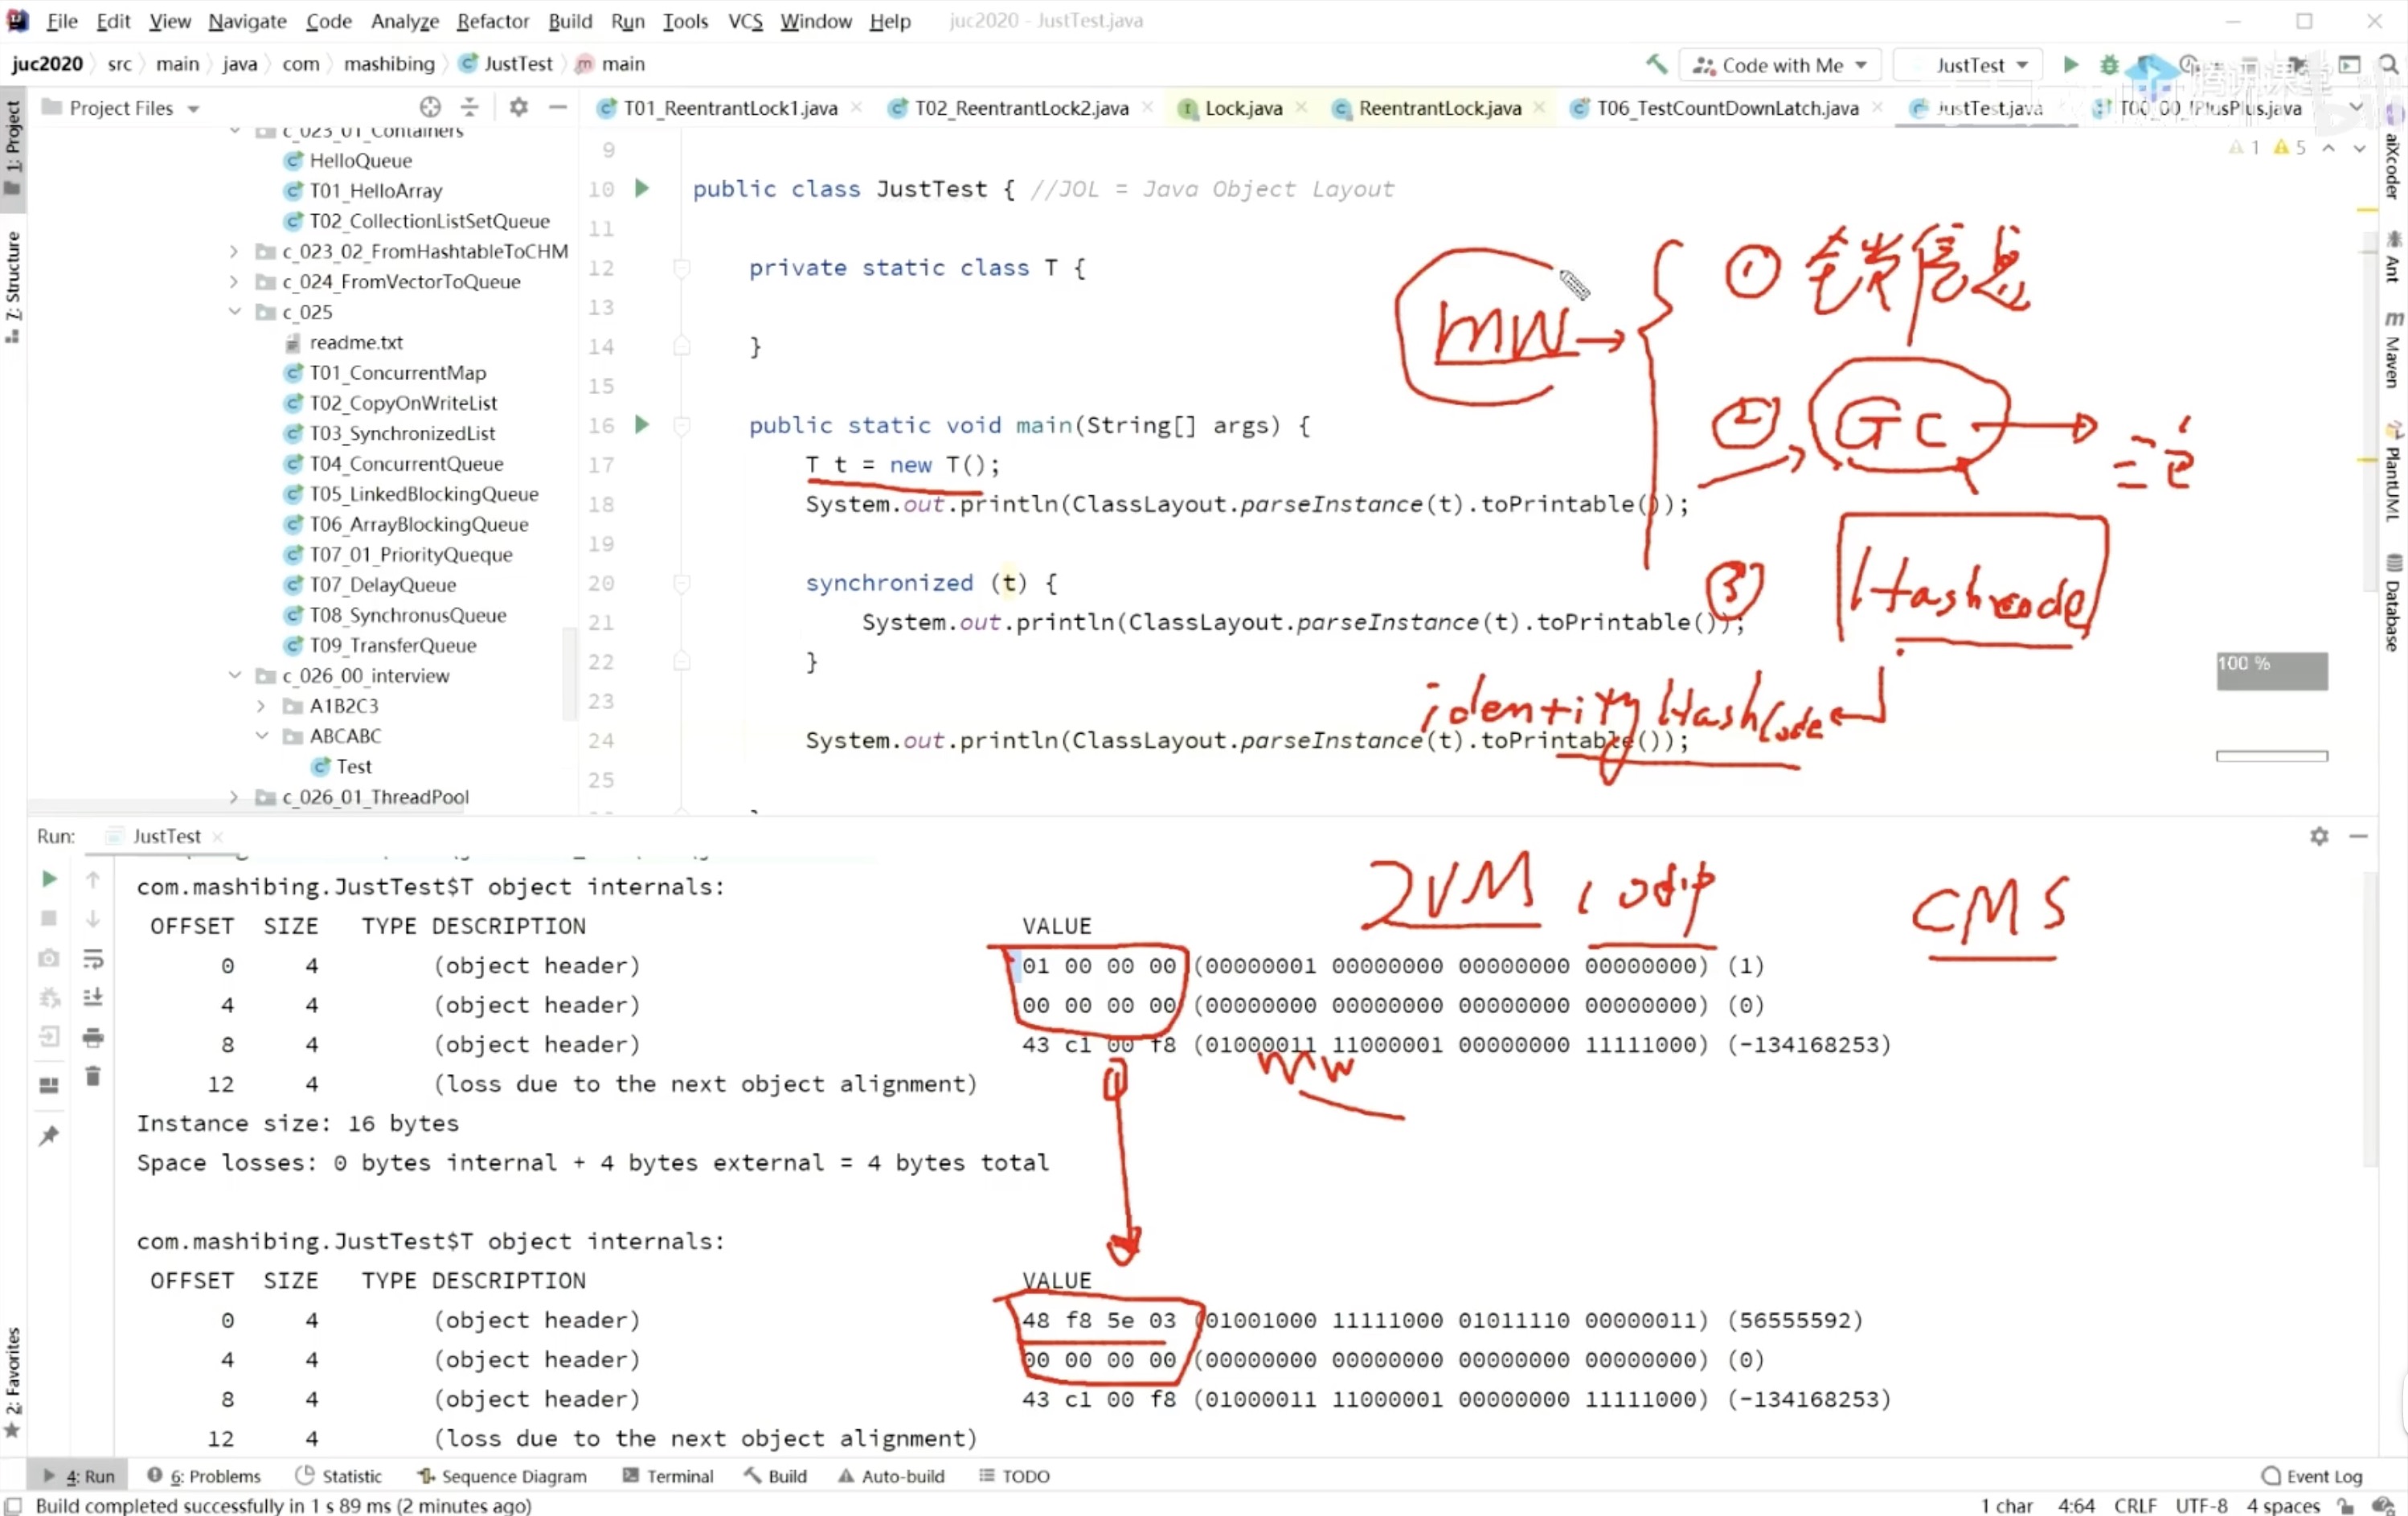 File Edit View Navigate Code Analyze Refactor Build Run Tools VCS Window Help juc2020 - JustTest.java
juc2020 src main java com mashibing JustTest main
Code with Me JustTest
腾讯课堂
Project Files
T01_ReentrantLock1.java T02_ReentrantLock2.java Lock.java ReentrantLock.java T06_TestCountDownLatch.java JustTest.java T00_00_IPlusPlus.java
1: Project
7: Structure
2: Favorites
aiXcoder
Ant
Maven
PlantUML
Database
c_023_01_Containers
HelloQueue
T01_HelloArray
T02_CollectionListSetQueue
c_023_02_FromHashtableToCHM
c_024_FromVectorToQueue
c_025
readme.txt
T01_ConcurrentMap
T02_CopyOnWriteList
T03_SynchronizedList
T04_ConcurrentQueue
T05_LinkedBlockingQueue
T06_ArrayBlockingQueue
T07_01_PriorityQueque
T07_DelayQueue
T08_SynchronusQueue
T09_TransferQueue
c_026_00_interview
A1B2C3
ABCABC
Test
c_026_01_ThreadPool
1 5
9
10 public class JustTest { //JOL = Java Object Layout
11
12 private static class T {
13
14 }
15
16 public static void main(String[] args) {
17 T t = new T();
18 System.out.println(ClassLayout.parseInstance(t).toPrintable());
19
20 synchronized (t) {
21 System.out.println(ClassLayout.parseInstance(t).toPrintable());
22 }
23
24 System.out.println(ClassLayout.parseInstance(t).toPrintable());
25
MW
① 锁信息
② GC
③ Hashcode
identityHashCode
100 %
Run: JustTest
com.mashibing.JustTest$T object internals:
OFFSET SIZE TYPE DESCRIPTION VALUE
0 4 (object header) 01 00 00 00 (00000001 00000000 00000000 00000000) (1)
4 4 (object header) 00 00 00 00 (00000000 00000000 00000000 00000000) (0)
8 4 (object header) 43 c1 00 f8 (01000011 11000001 00000000 11111000) (-134168253)
12 4 (loss due to the next object alignment)
Instance size: 16 bytes
Space losses: 0 bytes internal + 4 bytes external = 4 bytes total
com.mashibing.JustTest$T object internals:
OFFSET SIZE TYPE DESCRIPTION VALUE
0 4 (object header) 48 f8 5e 03 (01001000 11111000 01011110 00000011) (56555592)
4 4 (object header) 00 00 00 00 (00000000 00000000 00000000 00000000) (0)
8 4 (object header) 43 c1 00 f8 (01000011 11000001 00000000 11111000) (-134168253)
12 4 (loss due to the next object alignment)
CMS
MW
4: Run 6: Problems Statistic Sequence Diagram Terminal Build Auto-build TODO Event Log
Build completed successfully in 1 s 89 ms (2 minutes ago) 1 char 4:64 CRLF UTF-8 4 spaces